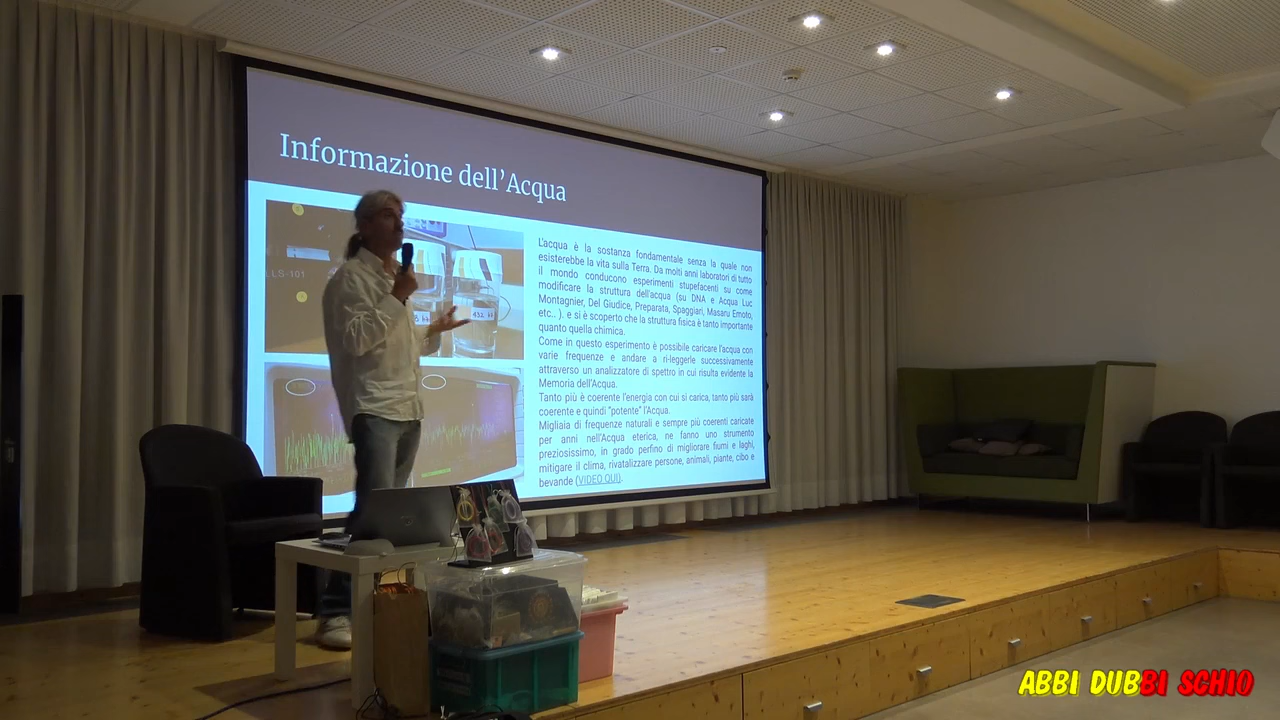 Informazione dell'Acqua
LLS-101
L'acqua è la sostanza fondamentale senza la quale non
esisterebbe la vita sulla Terra. Da molti anni laboratori di tutto
il mondo conducono esperimenti stupefacenti su come
modificare la struttura dell'acqua (su DNA e Acqua Luc
Montagnier, Del Giudice, Preparata, Spaggiari, Masaru Emoto,
etc.. ). e si è scoperto che la struttura fisica è tanto importante
quanto quella chimica.
Come in questo esperimento è possibile caricare l'acqua con
varie frequenze e andare a ri-leggerle successivamente
attraverso un analizzatore di spettro in cui risulta evidente la
Memoria dell'Acqua.
Tanto più è coerente l'energia con cui si carica, tanto più sarà
coerente e quindi "potente" l'Acqua.
Migliaia di frequenze naturali e sempre più coerenti caricate
per anni nell'Acqua eterica, ne fanno uno strumento
preziosissimo, in grado perfino di migliorare fiumi e laghi,
mitigare il clima, rivatalizzare persone, animali, piante, cibo e
bevande (VIDEO QUI).
ABBI DUBBI SCHIO